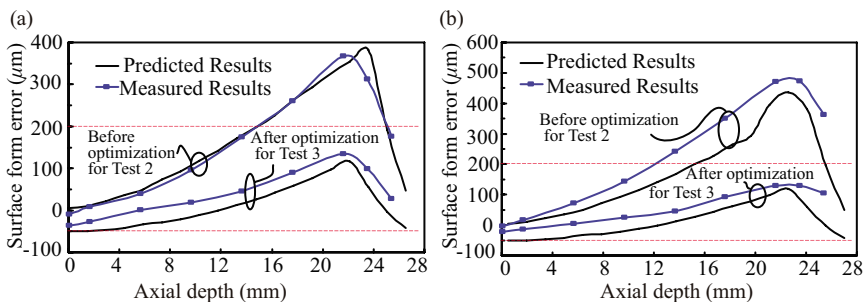 (a)
400
300
200
100
0
-100
Surface form error (μm)
Predicted Results
Measured Results
Before
optimization
for Test 2
After optimization
for Test 3
0 4 8 12 16 20 24 28
Axial depth (mm)
(b)
600
500
400
300
200
100
0
-100
Surface form error (μm)
Predicted Results
Measured Results
Before optimization
for Test 2
After optimization
for Test 3
0 4 8 12 16 20 24 28
Axial depth (mm)